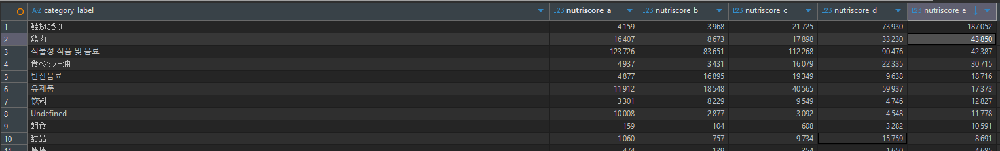 A-Z category_label 123 nutriscore_a 123 nutriscore_b 123 nutriscore_c 123 nutriscore_d 123 nutriscore_e
1 鮭おにぎり 4 159 3 968 21 725 73 930 187 052
2 鶏肉 16 407 8 673 17 898 33 230 43 850
3 식물성 식품 및 음료 123 726 83 651 112 268 90 476 42 387
4 食べるラー油 4 937 3 431 16 079 22 335 30 715
5 탄산음료 4 877 16 895 19 349 9 638 18 716
6 유제품 11 912 18 548 40 565 59 937 17 373
7 饮料 3 301 8 229 9 549 4 746 12 827
8 Undefined 10 008 2 877 3 092 4 548 11 778
9 朝食 159 104 608 3 282 10 591
10 甜品 1 060 757 9 734 15 759 8 691
11 糖精 474 139 354 1 650 4 685